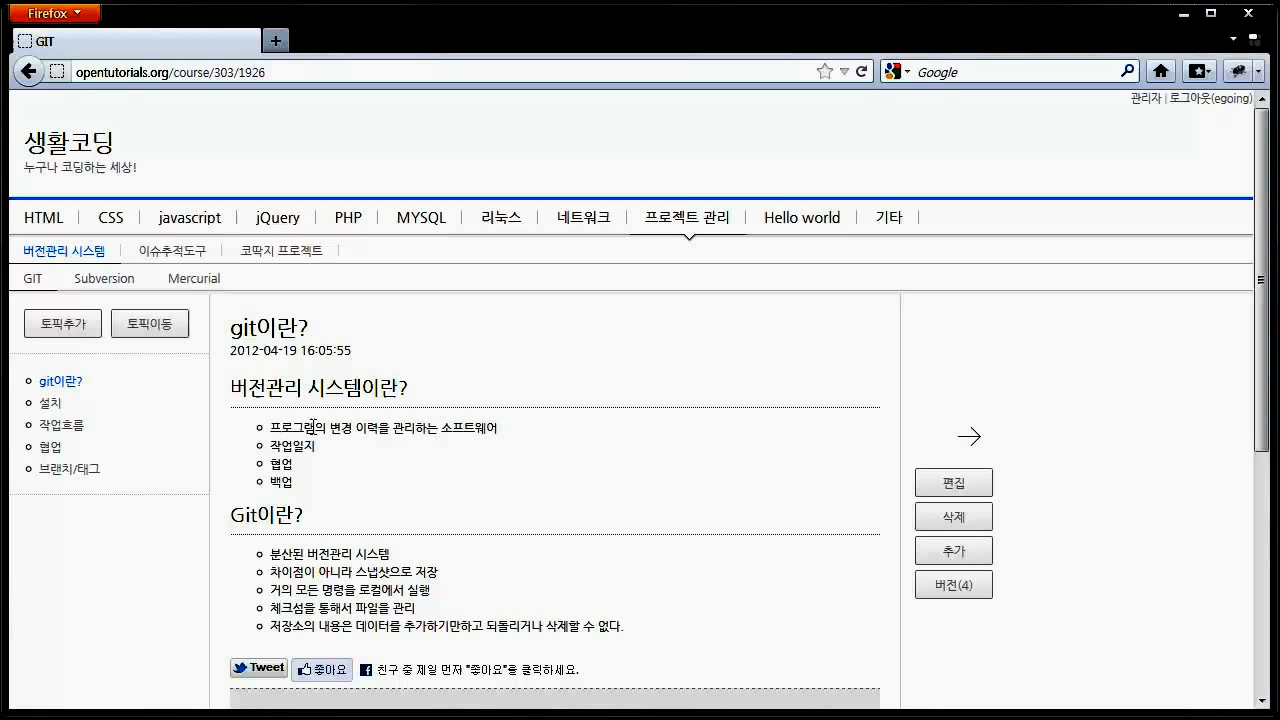 Firefox
GIT
opentutorials.org/course/303/1926
Google
관리자 | 로그아웃(egoing)
생활코딩
누구나 코딩하는 세상!
HTML | CSS | javascript | jQuery | PHP | MYSQL | 리눅스 | 네트워크 | 프로젝트 관리 | Hello world | 기타 |
버전관리 시스템 | 이슈추적도구 | 코딱지 프로젝트 |
GIT Subversion Mercurial
토픽추가 토픽이동
git이란?
설치
작업흐름
협업
브랜치/태그
git이란?
2012-04-19 16:05:55
버전관리 시스템이란?
프로그램의 변경 이력을 관리하는 소프트웨어
작업일지
협업
백업
Git이란?
분산된 버전관리 시스템
차이점이 아니라 스냅샷으로 저장
거의 모든 명령을 로컬에서 실행
체크섬을 통해서 파일을 관리
저장소의 내용은 데이터를 추가하기만하고 되돌리거나 삭제할 수 없다.
Tweet 좋아요 친구 중 제일 먼저 "좋아요"을 클릭하세요.
편집
삭제
추가
버전(4)